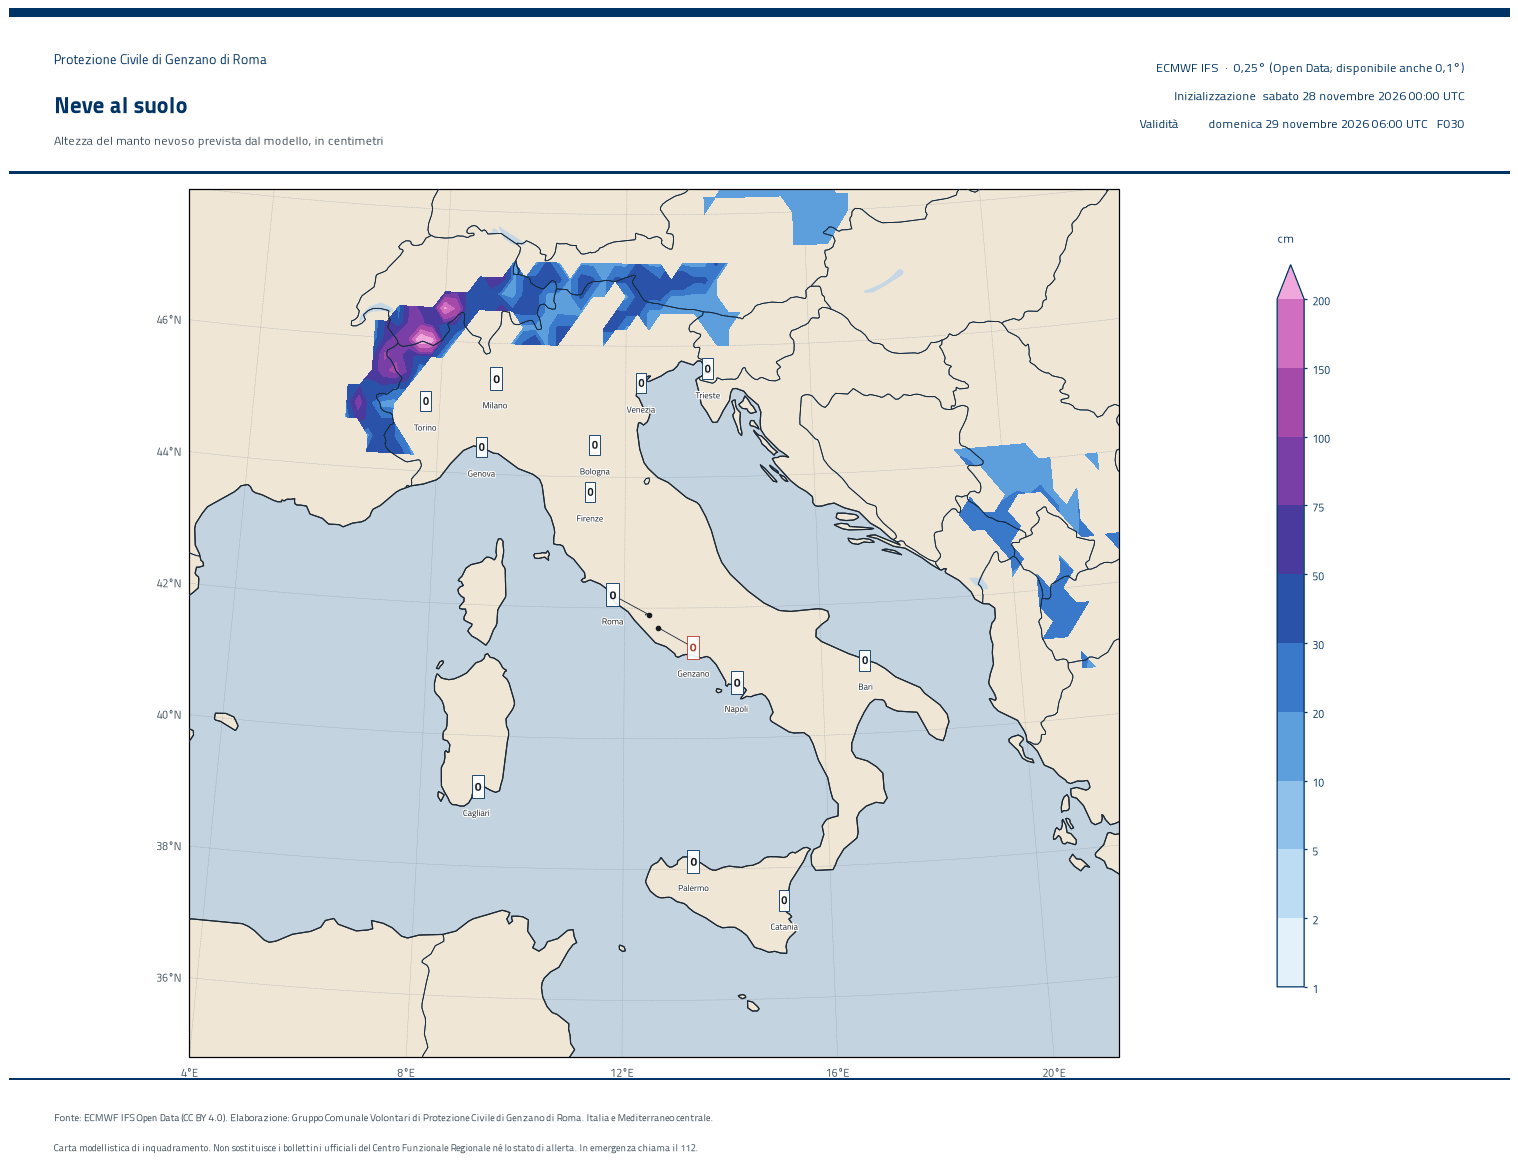 Protezione Civile di Genzano di Roma
Neve al suolo
Altezza del manto nevoso prevista dal modello, in centimetri
ECMWF IFS · 0,25° (Open Data; disponibile anche 0,1°)
Inizializzazione sabato 28 novembre 2026 00:00 UTC
Validità domenica 29 novembre 2026 06:00 UTC F030
cm
200
150
100
75
50
30
20
10
5
2
1
46°N
44°N
42°N
40°N
38°N
36°N
4°E
8°E
12°E
16°E
20°E
0
Milano
0
Torino
0
Venezia
0
Trieste
0
Genova
0
Bologna
0
Firenze
0
Roma
0
Genzano
0
Napoli
0
Bari
0
Cagliari
0
Palermo
0
Catania
Fonte: ECMWF IFS Open Data (CC BY 4.0). Elaborazione: Gruppo Comunale Volontari di Protezione Civile di Genzano di Roma. Italia e Mediterraneo centrale.
Carta modellistica di inquadramento. Non sostituisce i bollettini ufficiali del Centro Funzionale Regionale né lo stato di allerta. In emergenza chiama il 112.